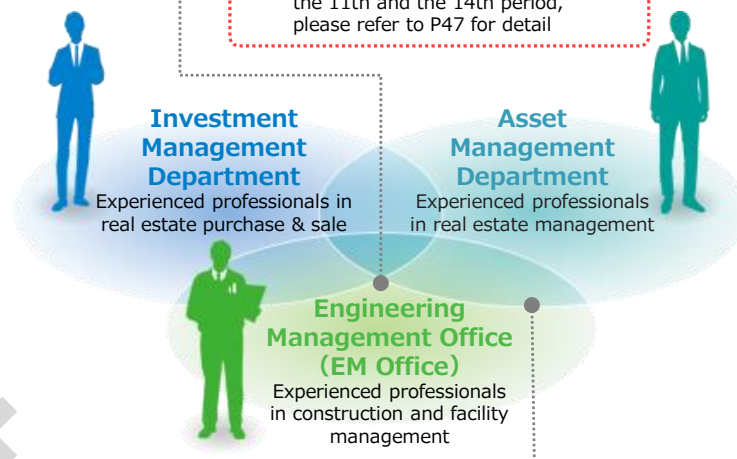 the 11th and the 14th period,
please refer to P47 for detail
Investment
Management
Department
Experienced professionals in
real estate purchase & sale
Asset
Management
Department
Experienced professionals
in real estate management
Engineering
Management Office
（EM Office）
Experienced professionals
in construction and facility
management